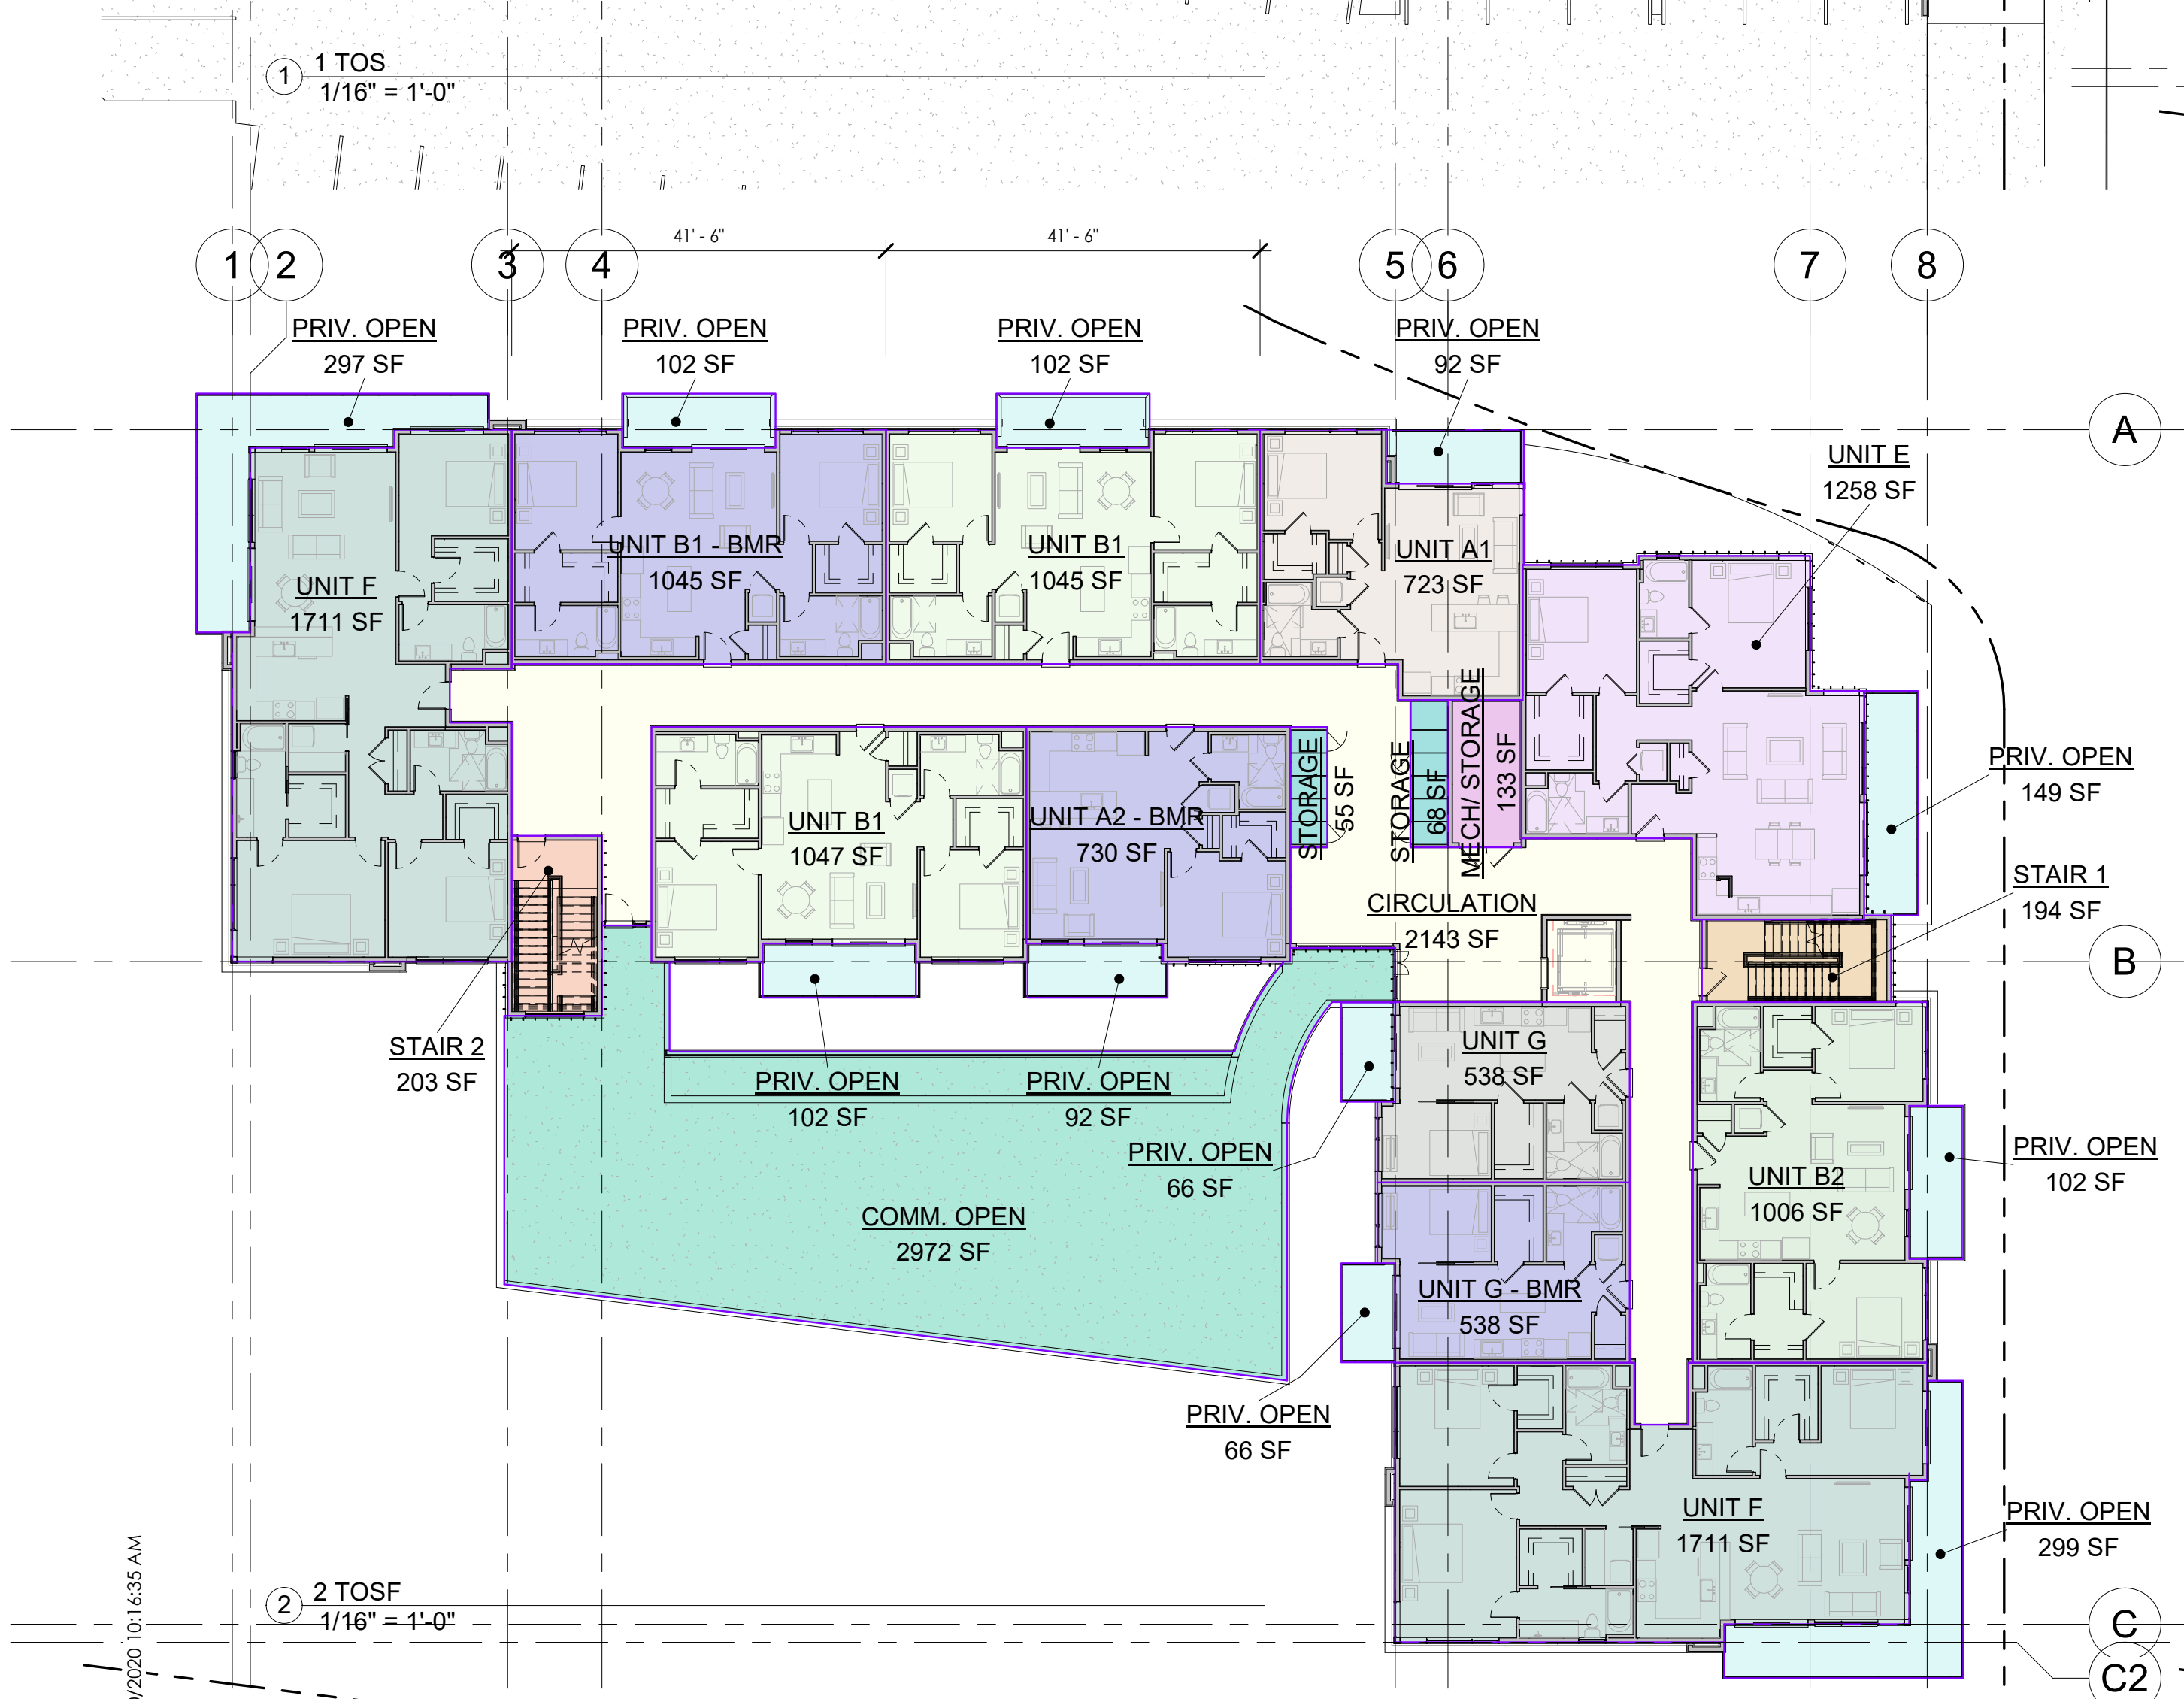 1
1 TOS
1/16" = 1'-0"
41' - 6"
41' - 6"
1
2
3
4
5
6
7
8
PRIV. OPEN
297 SF
PRIV. OPEN
102 SF
PRIV. OPEN
102 SF
PRIV. OPEN
92 SF
A
UNIT E
1258 SF
UNIT F
1711 SF
UNIT B1 - BMR
1045 SF
UNIT B1
1045 SF
UNIT A1
723 SF
PRIV. OPEN
149 SF
UNIT B1
1047 SF
UNIT A2 - BMR
730 SF
STORAGE
55 SF
STORAGE
68 SF
MECH/ STORAGE
133 SF
STAIR 1
194 SF
CIRCULATION
2143 SF
B
STAIR 2
203 SF
PRIV. OPEN
102 SF
PRIV. OPEN
92 SF
UNIT G
538 SF
PRIV. OPEN
66 SF
UNIT B2
1006 SF
PRIV. OPEN
102 SF
COMM. OPEN
2972 SF
UNIT G - BMR
538 SF
PRIV. OPEN
66 SF
UNIT F
1711 SF
PRIV. OPEN
299 SF
2
2 TOSF
1/16" = 1'-0"
C
C2
/2020 10:16:35 AM